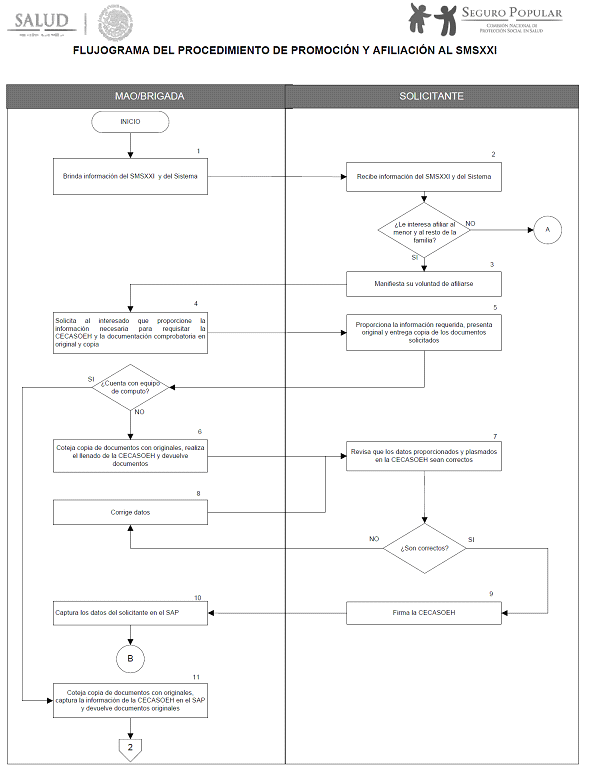 SALUD
SEGURO POPULAR
COMISIÓN NACIONAL DE
PROTECCIÓN SOCIAL EN SALUD
FLUJOGRAMA DEL PROCEDIMIENTO DE PROMOCIÓN Y AFILIACIÓN AL SMSXXI
MAO/BRIGADA
SOLICITANTE
INICIO
1
Brinda información del SMSXXI y del Sistema
2
Recibe información del SMSXXI y del Sistema
¿Le interesa afiliar al
menor y al resto de la
familia?
NO
A
SI
3
Manifiesta su voluntad de afiliarse
4
Solicita al interesado que proporcione la
información necesaria para requisitar la
CECASOEH y la documentación comprobatoria en
original y copia
5
Proporciona la información requerida, presenta
original y entrega copia de los documentos
solicitados
SI
¿Cuenta con equipo
de computo?
NO
6
Coteja copia de documentos con originales, realiza
el llenado de la CECASOEH y devuelve
documentos
7
Revisa que los datos proporcionados y plasmados
en la CECASOEH sean correctos
8
Corrige datos
NO
¿Son correctos?
SI
9
Firma la CECASOEH
10
Captura los datos del solicitante en el SAP
B
11
Coteja copia de documentos con originales,
captura la información de la CECASOEH en el SAP
y devuelve documentos originales
2